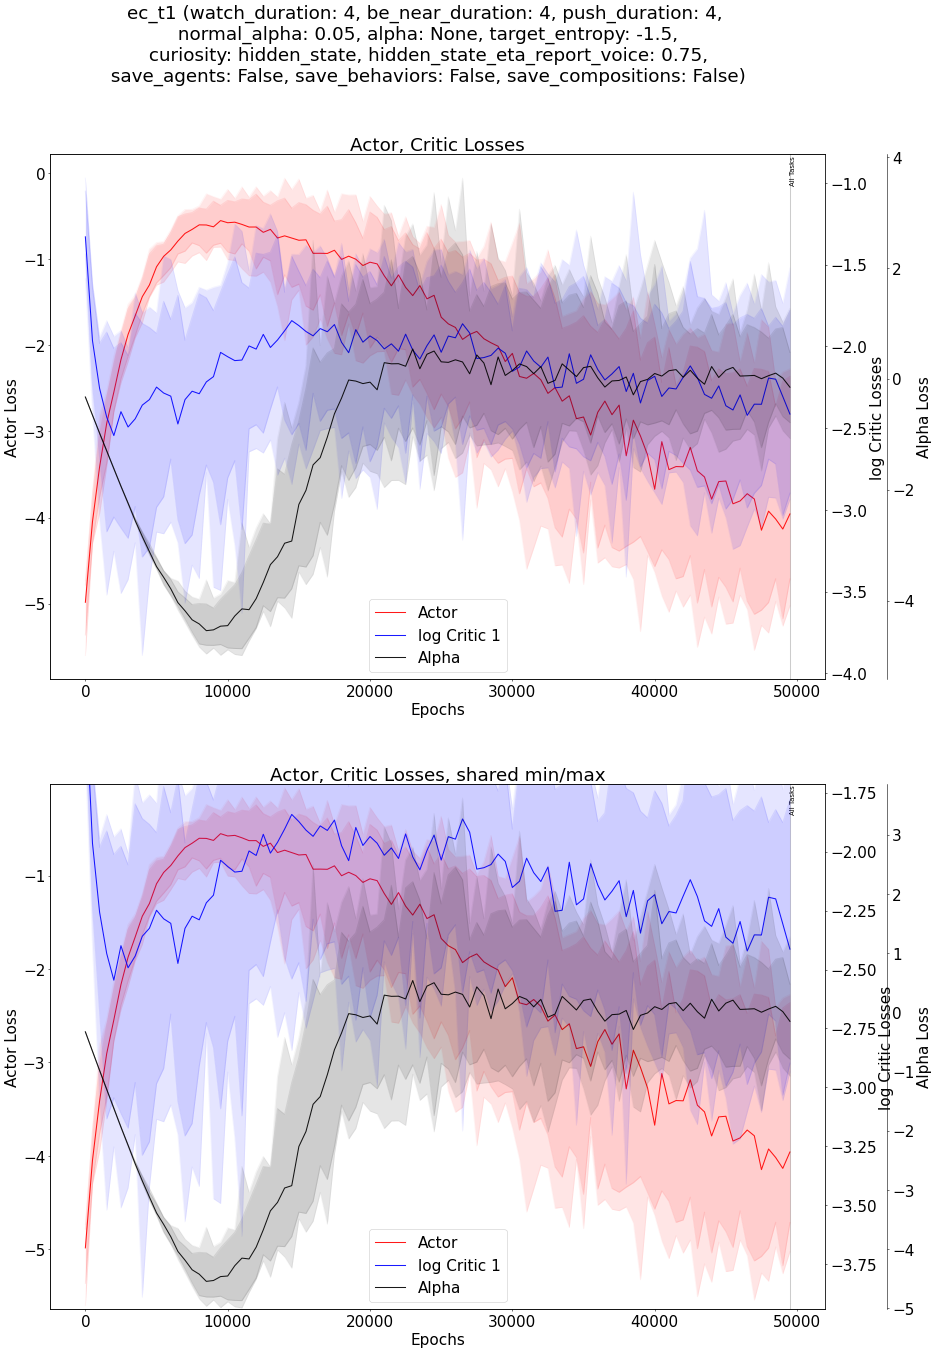 ec_t1 (watch_duration: 4, be_near_duration: 4, push_duration: 4,
normal_alpha: 0.05, alpha: None, target_entropy: -1.5,
curiosity: hidden_state, hidden_state_eta_report_voice: 0.75,
save_agents: False, save_behaviors: False, save_compositions: False)
Actor, Critic Losses
All Tasks
0
−1
−2
−3
−4
−5
Actor Loss
−1.0
−1.5
−2.0
−2.5
−3.0
−3.5
−4.0
log Critic Losses
4
2
0
−2
−4
Alpha Loss
Actor
log Critic 1
Alpha
0 10000 20000 30000 40000 50000
Epochs
Actor, Critic Losses, shared min/max
All Tasks
−1
−2
−3
−4
−5
Actor Loss
−1.75
−2.00
−2.25
−2.50
−2.75
−3.00
−3.25
−3.50
−3.75
log Critic Losses
3
2
1
0
−1
−2
−3
−4
−5
Alpha Loss
Actor
log Critic 1
Alpha
0 10000 20000 30000 40000 50000
Epochs